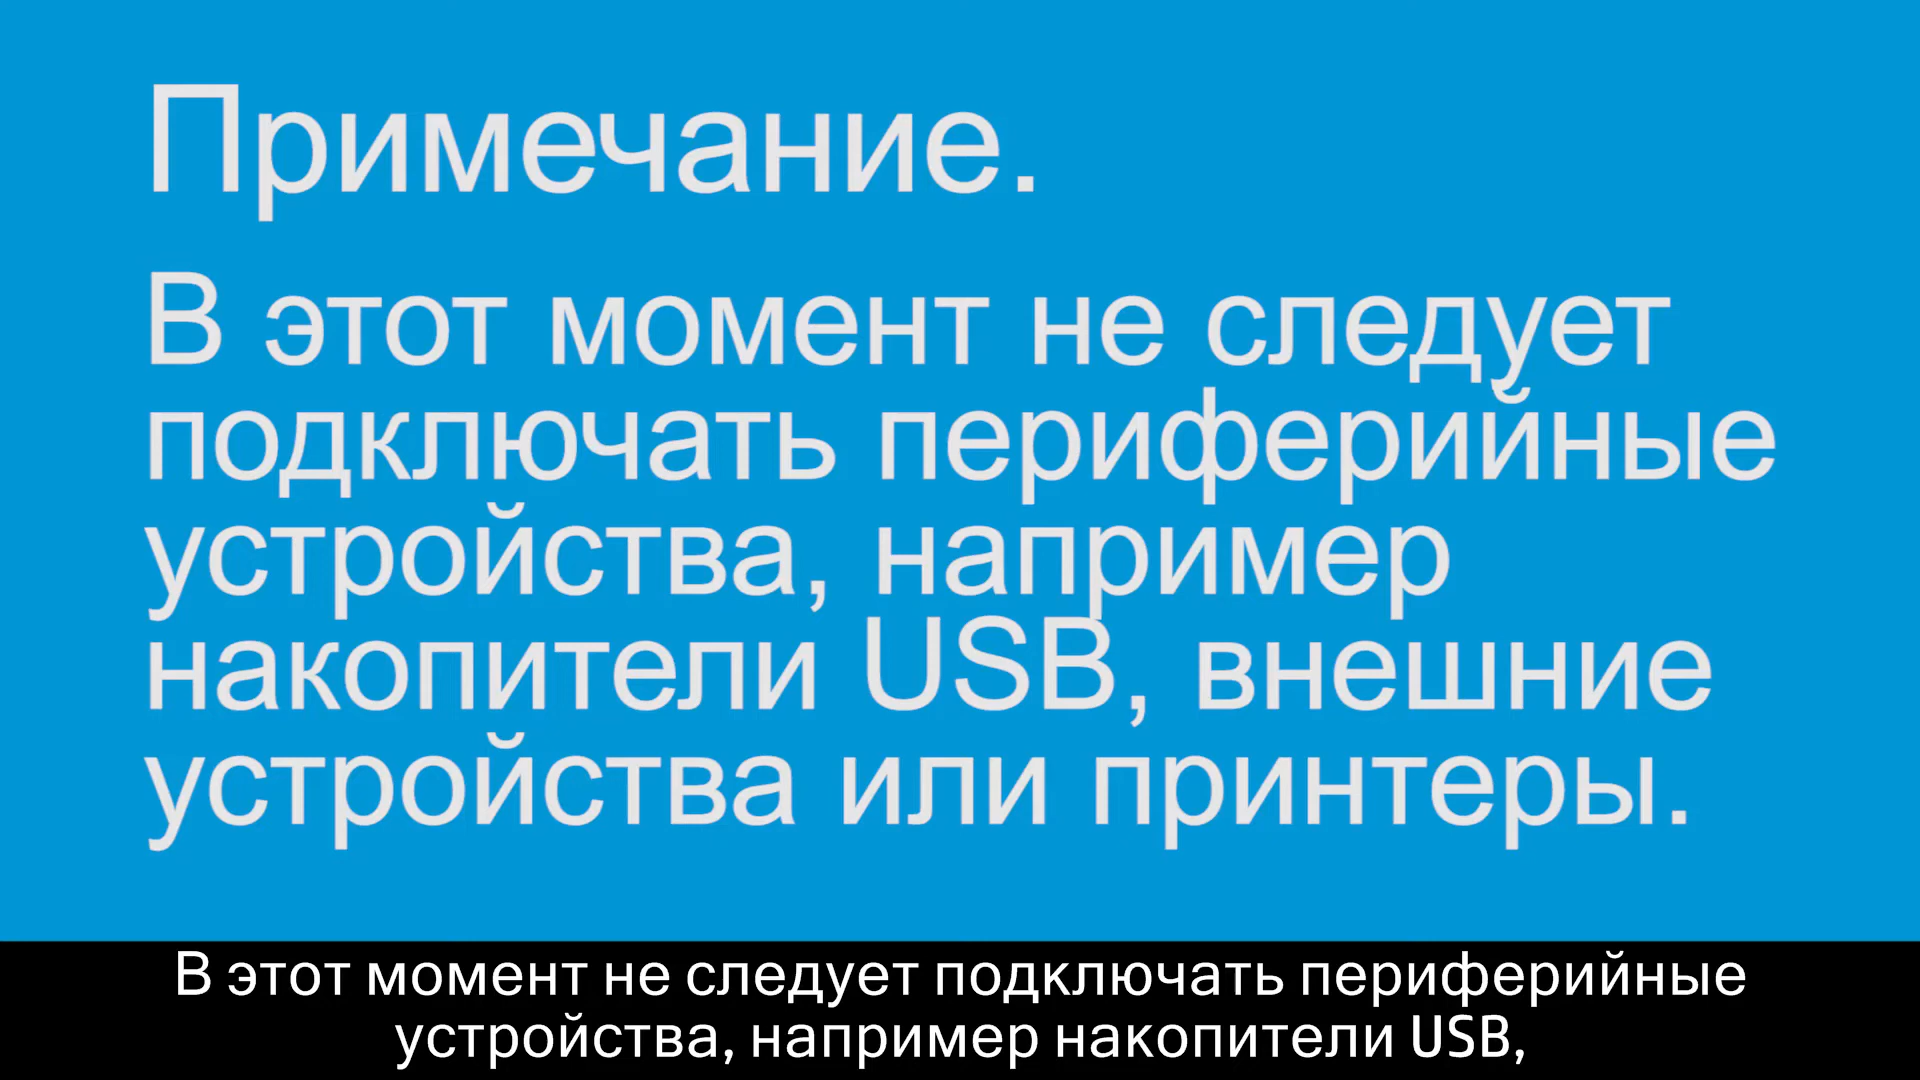 Примечание.
В этот момент не следует
подключать периферийные
устройства, например
накопители USB, внешние
устройства или принтеры.
В этот момент не следует подключать периферийные
устройства, например накопители USB,